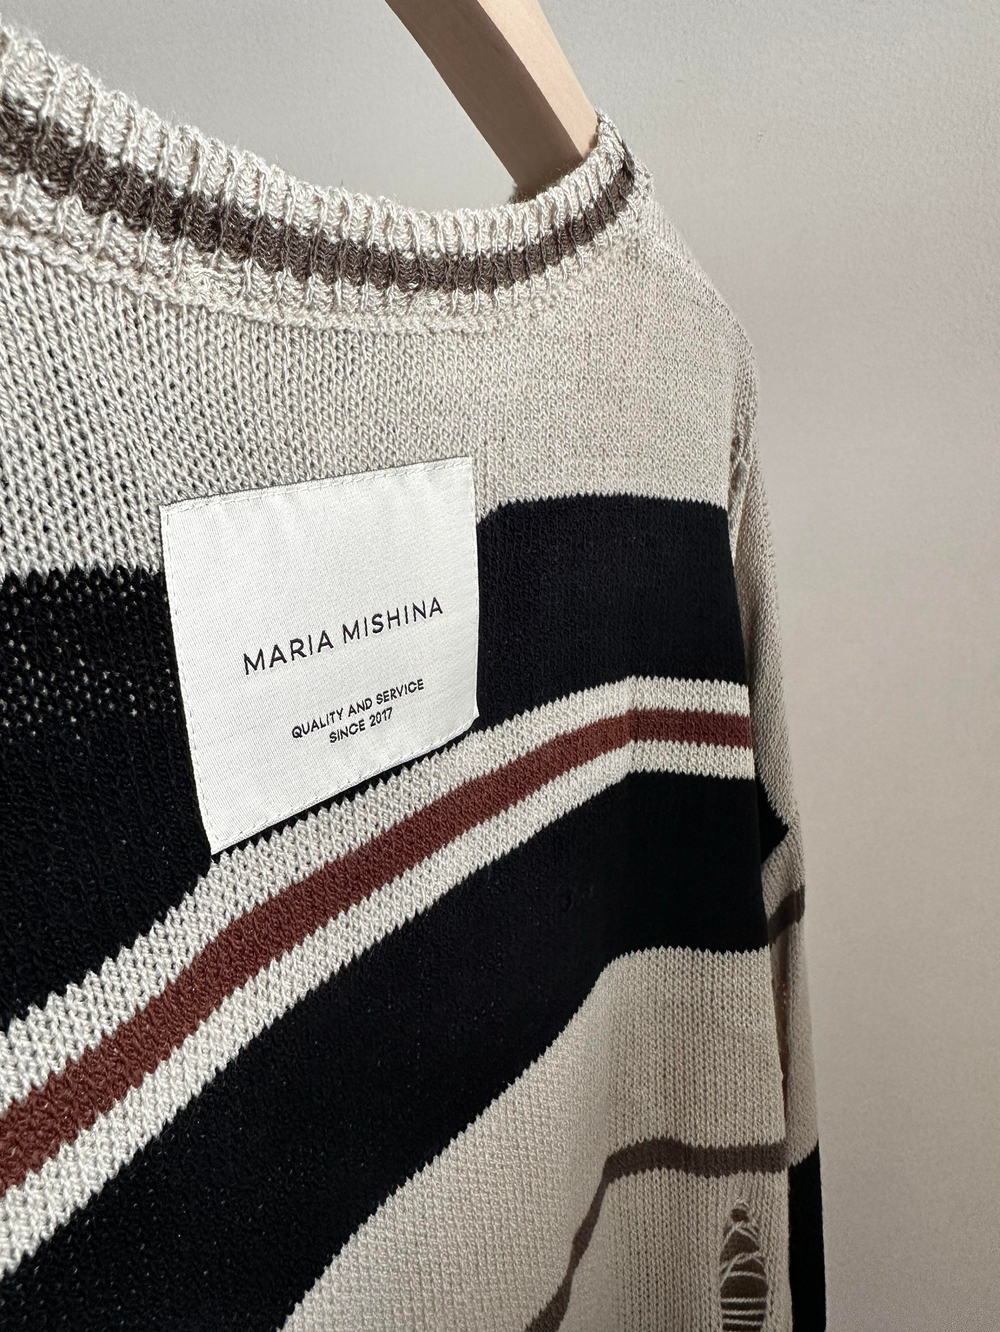 MARIA MISHINA
QUALITY AND SERVICE
SINCE 2017